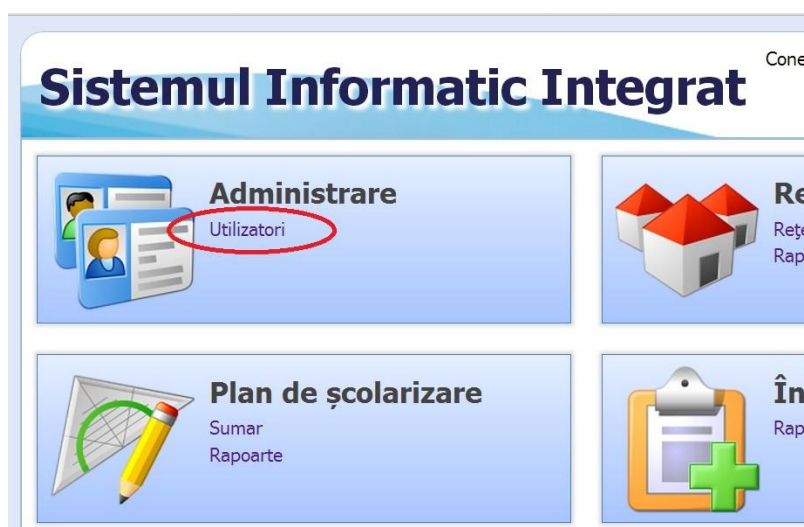 Sistemul Informatic Integrat
Administrare
Utilizatori
Plan de școlarizare
Sumar
Rapoarte